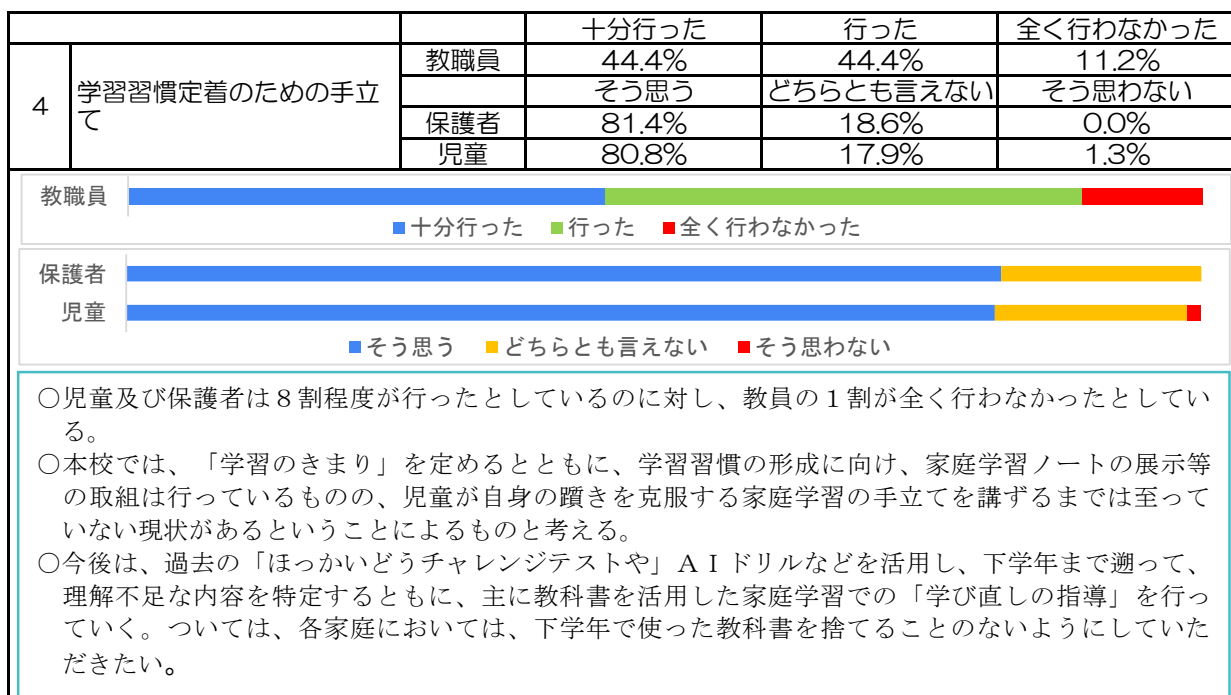 十分行った 行った 全く行わなかった
4 学習習慣定着のための手立
て
教職員 44.4% 44.4% 11.2%
そう思う どちらとも言えない そう思わない
保護者 81.4% 18.6% 0.0%
児童 80.8% 17.9% 1.3%
教職員
■十分行った ■行った ■全く行わなかった
保護者
児童
■そう思う ■どちらとも言えない ■そう思わない
○児童及び保護者は8割程度が行ったとしているのに対し、教員の1割が全く行わなかったとしてい
る。
○本校では、「学習のきまり」を定めるとともに、学習習慣の形成に向け、家庭学習ノートの展示等
の取組は行っているものの、児童が自身の躓きを克服する家庭学習の手立てを講ずるまでは至って
いない現状があるということによるものと考える。
○今後は、過去の「ほっかいどうチャレンジテストや」AIドリルなどを活用し、下学年まで遡って、
理解不足な内容を特定するともに、主に教科書を活用した家庭学習での「学び直しの指導」を行っ
ていく。ついては、各家庭においては、下学年で使った教科書を捨てることのないようにしていた
だきたい。